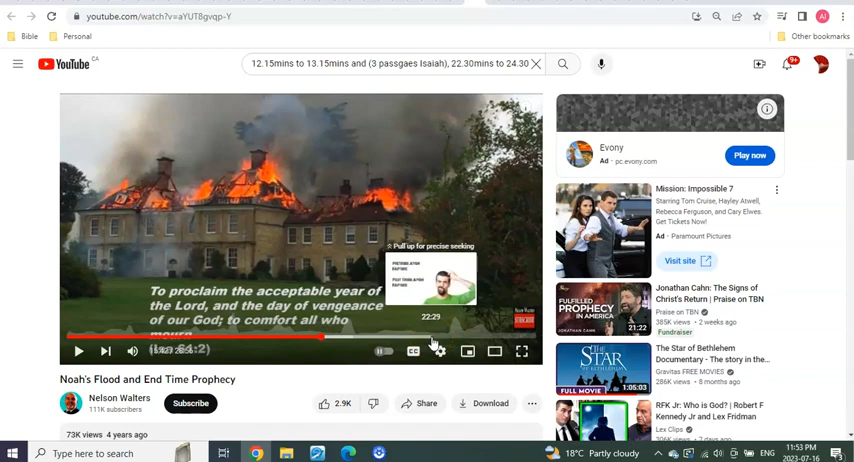 youtube.com/watch?v=aYUT8gvqp-Y
AI
Bible
Personal
Other bookmarks
YouTube CA
12.15mins to 13.15mins and (3 passgaes Isaiah), 22.30mins to 24.30
9+
Pull up for precise seeking
To proclaim the acceptable year of
the Lord, and the day of vengeance
of our God; to comfort all who
mourn
22:29
SUBSCRIBE
Noah's Flood and End Time Prophecy
Nelson Walters
111K subscribers
Subscribe
2.9K
Share
Download
73K views 4 years ago
Evony
Ad · pc.evony.com
Play now
Mission: Impossible 7
Starring Tom Cruise, Hayley Atwell,
Rebecca Ferguson, and Cary Elwes.
Get Tickets Now!
Ad · Paramount Pictures
Visit site
FULFILLED
PROPHECY
IN AMERICA
JONATHAN CAHN
21:22
Jonathan Cahn: The Signs of
Christ's Return | Praise on TBN
Praise on TBN
385K views · 2 weeks ago
Fundraiser
THE
STAR
OF BETHLEHEM
FULL MOVIE
1:05:03
The Star of Bethlehem
Documentary - The story in the...
Gravitas FREE MOVIES
286K views · 8 months ago
RFK Jr: Who is God? | Robert F
Kennedy Jr and Lex Fridman
Lex Clips
Type here to search
18°C Partly cloudy
ENG
11:53 PM
2023-07-16
3